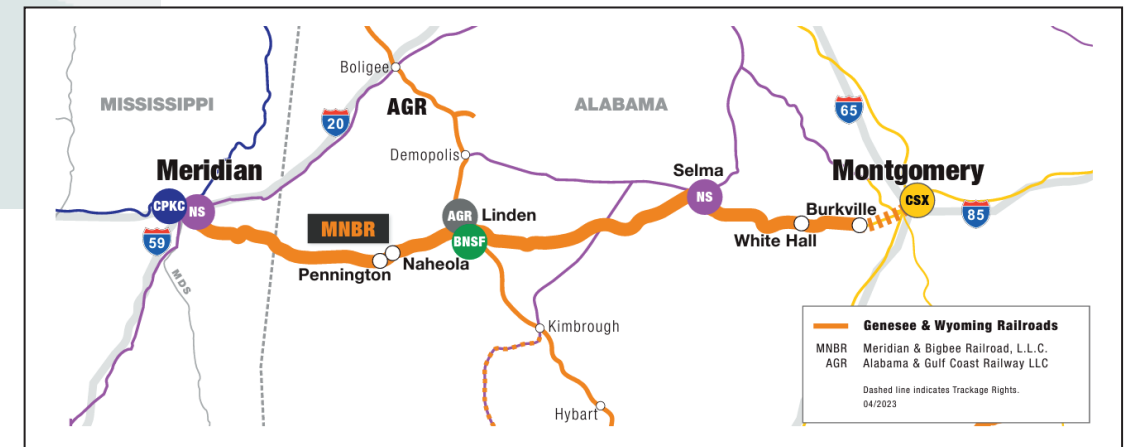 Boligee
MISSISSIPPI
AGR
ALABAMA
65
20
Demopolis
Meridian
Selma
Montgomery
CPKC
NS
NS
CSX
AGR
Linden
Burkville
85
MNBR
BNSF
White Hall
59
Naheola
Pennington
MDS
Kimbrough
Genesee & Wyoming Railroads
MNBR Meridian & Bigbee Railroad, L.L.C.
AGR Alabama & Gulf Coast Railway LLC
Dashed line indicates Trackage Rights.
04/2023
Hybart